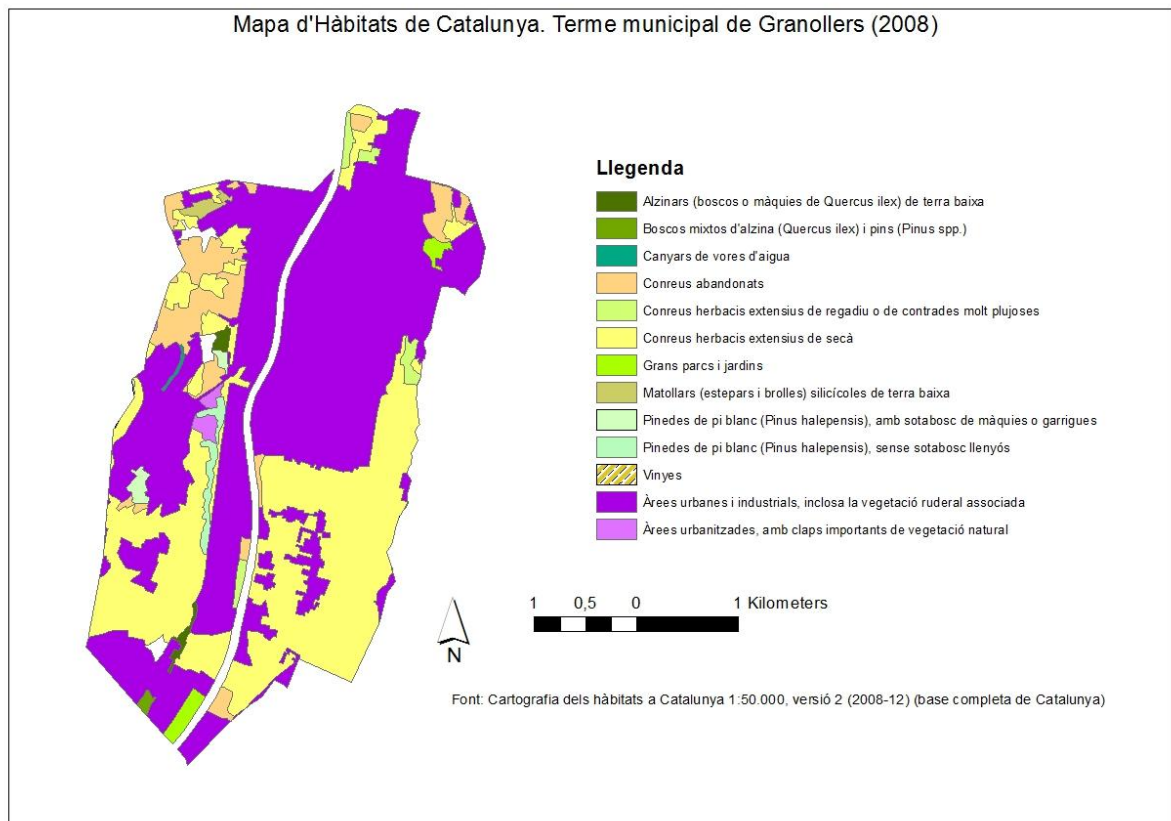 Mapa d'Hàbitats de Catalunya. Terme municipal de Granollers (2008)
Llegenda
Alzinars (boscos o màquies de Quercus ilex) de terra baixa
Boscos mixtos d'alzina (Quercus ilex) i pins (Pinus spp.)
Canyars de vores d'aigua
Conreus abandonats
Conreus herbacis extensius de regadiu o de contrades molt plujoses
Conreus herbacis extensius de secà
Grans parcs i jardins
Matollars (estepars i brolles) silicícoles de terra baixa
Pinedes de pi blanc (Pinus halepensis), amb sotabosc de màquies o garrigues
Pinedes de pi blanc (Pinus halepensis), sense sotabosc llenyós
Vinyes
Àrees urbanes i industrials, inclosa la vegetació ruderal associada
Àrees urbanitzades, amb claps importants de vegetació natural
1 0,5 0 1 Kilometers
N
Font: Cartografia dels hàbitats a Catalunya 1:50.000, versió 2 (2008-12) (base completa de Catalunya)